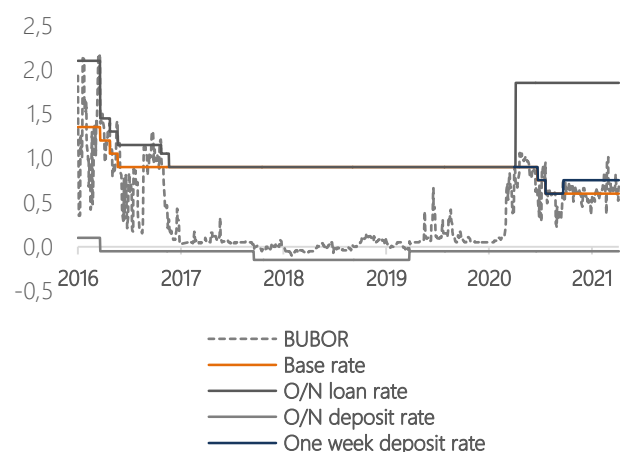 2,5
2,0
1,5
1,0
0,5
0,0
2016 2017 2018 2019 2020 2021
-0,5
BUBOR
Base rate
O/N loan rate
O/N deposit rate
One week deposit rate